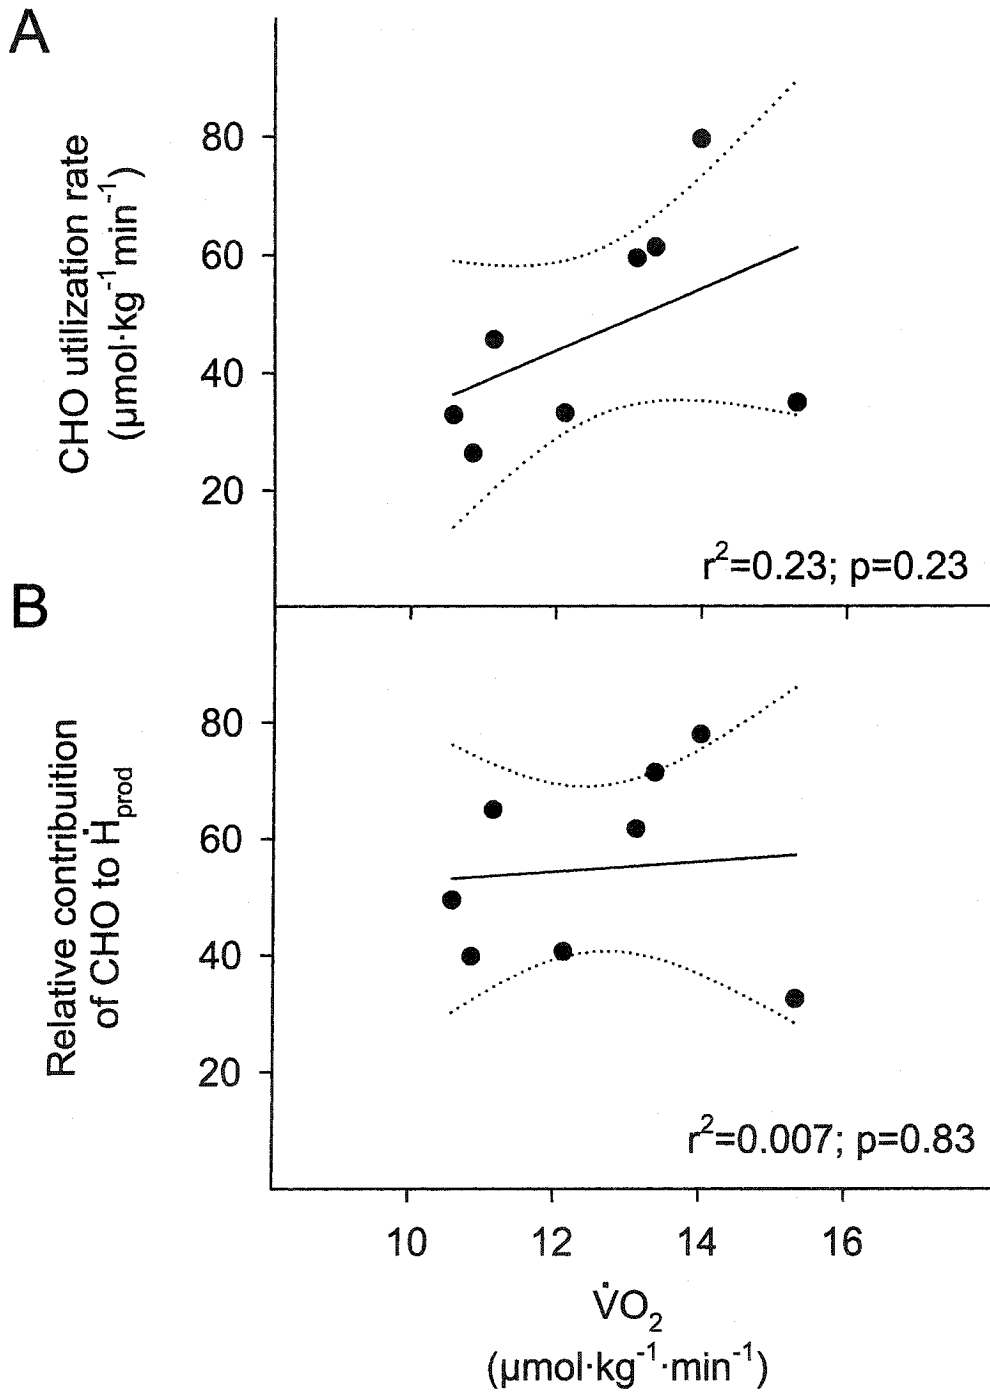 A
CHO utilization rate
(µmol·kg⁻¹min⁻¹)
80
60
40
20
r²=0.23; p=0.23
B
Relative contribuition
of CHO to Ḣprod
80
60
40
20
r²=0.007; p=0.83
10 12 14 16
V̇O₂
(µmol·kg⁻¹·min⁻¹)